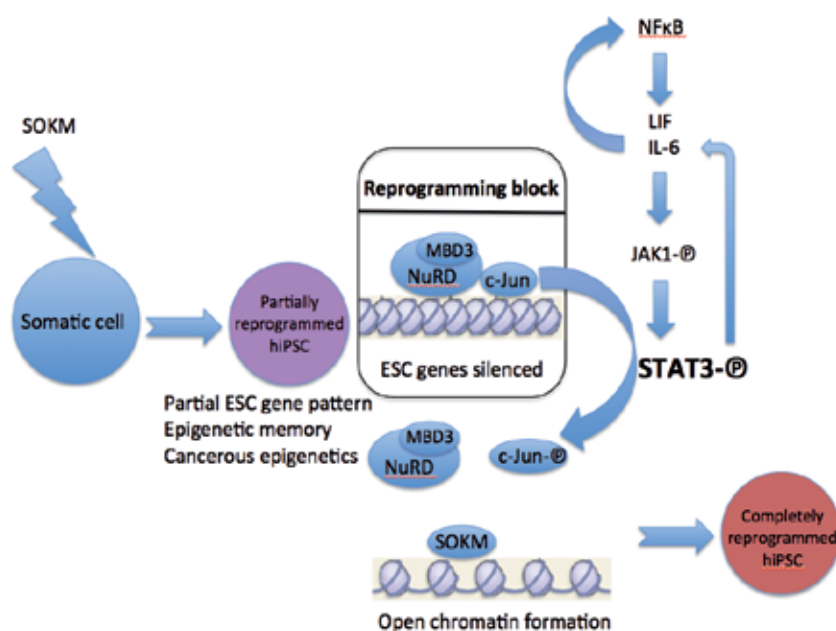 SOKM
Somatic cell
Partially
reprogrammed
hiPSC
Partial ESC gene pattern
Epigenetic memory
Cancerous epigenetics
Reprogramming block
MBD3
NuRD
c-Jun
ESC genes silenced
MBD3
NuRD
c-Jun-Ⓟ
NFκB
LIF
IL-6
JAK1-Ⓟ
STAT3-Ⓟ
SOKM
Open chromatin formation
Completely
reprogrammed
hiPSC